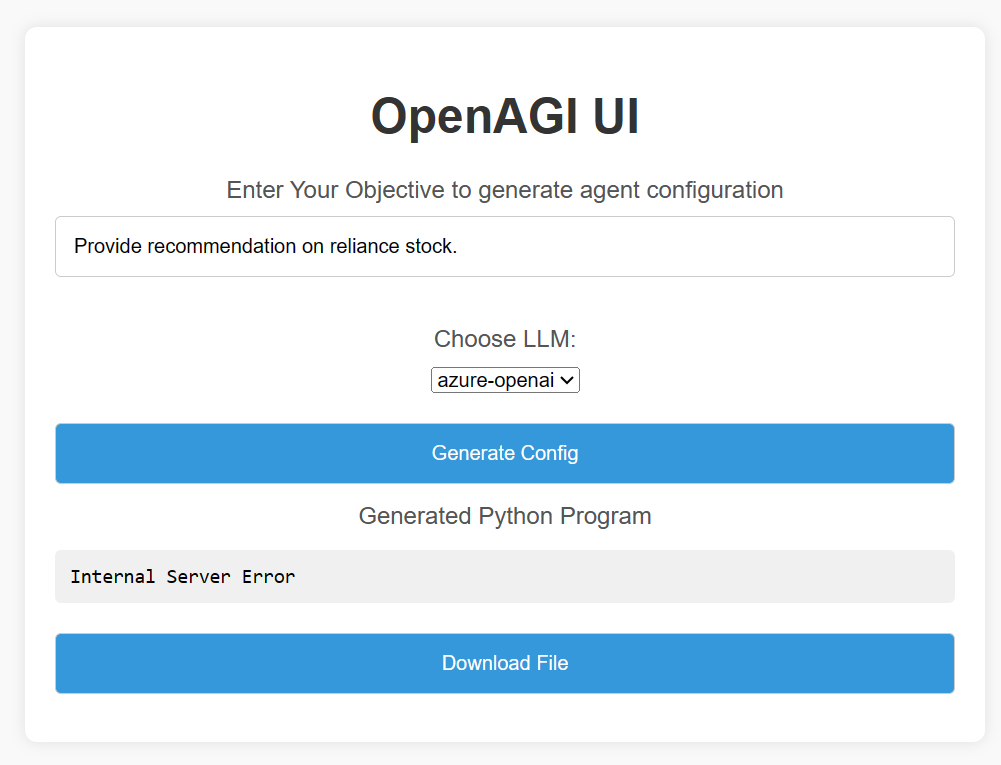 OpenAGI UI
Enter Your Objective to generate agent configuration
Provide recommendation on reliance stock.
Choose LLM:
azure-openai
Generate Config
Generated Python Program
Internal Server Error
Download File